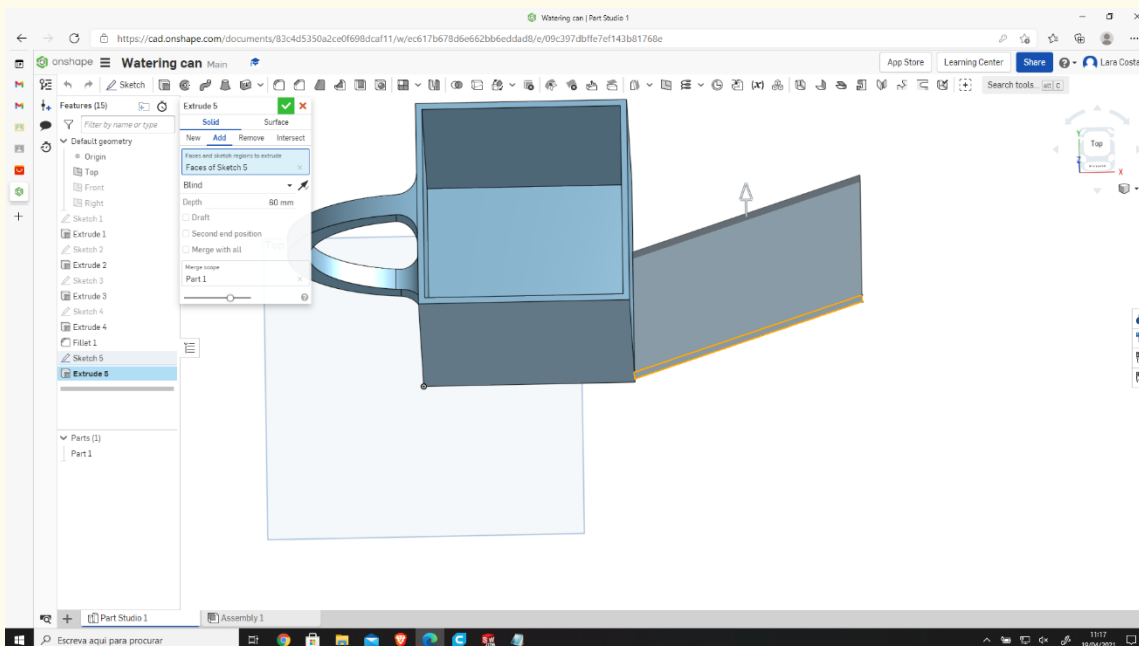 Watering can | Part Studio 1
https://cad.onshape.com/documents/83c4d5350a2ce0f698dcaf11/w/ec617b678d6e662bb6eddad8/e/09c397dbffe7ef143b81768e
onshape Watering can Main
App Store Learning Center Share Lara Costa
Sketch
Search tools... alt C
Features (15)
Filter by name or type
Default geometry
Origin
Top
Front
Right
Sketch 1
Extrude 1
Sketch 2
Extrude 2
Sketch 3
Extrude 3
Sketch 4
Extrude 4
Fillet 1
Sketch 5
Extrude 5
Parts (1)
Part 1
Extrude 5
Solid Surface
New Add Remove Intersect
Faces and sketch regions to extrude
Faces of Sketch 5
Blind
Depth 60 mm
Draft
Second end position
Merge with all
Merge scope
Part 1
Y
Top
Z
X
Part Studio 1 Assembly 1
Escreva aqui para procurar
11:17
19/04/2021